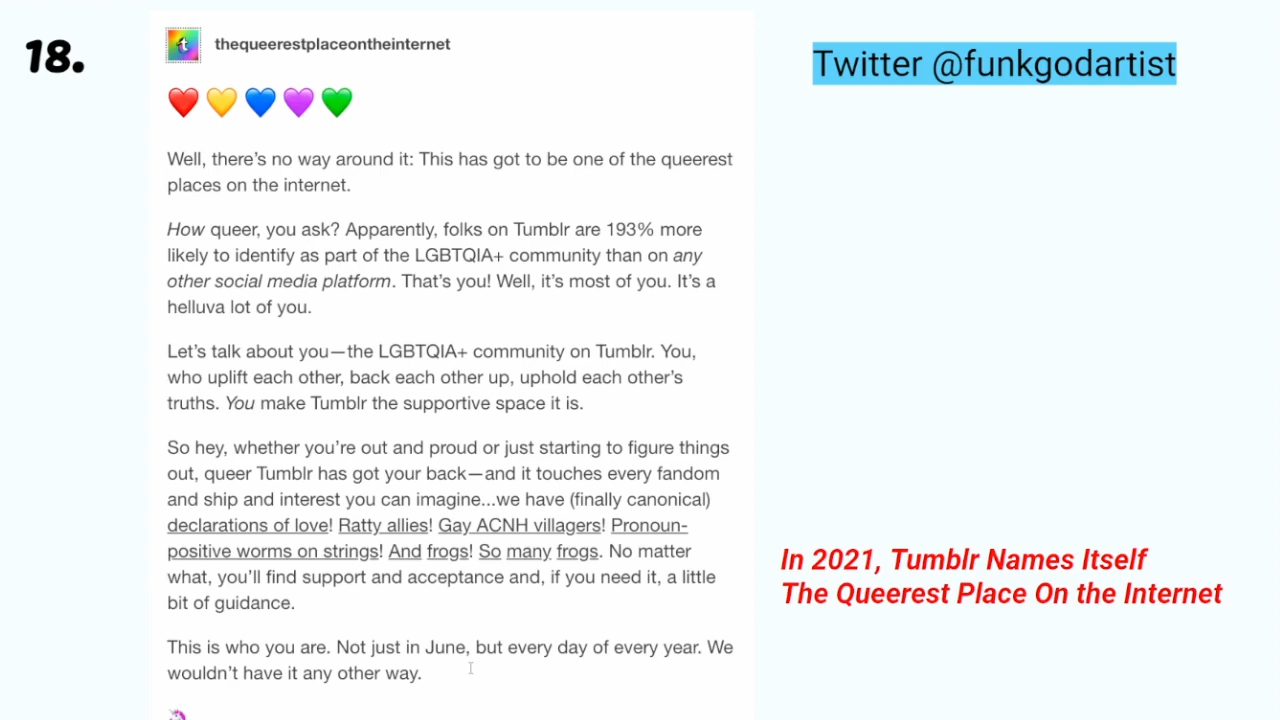 18.
thequeerestplaceontheinternet
Twitter @funkgodartist
Well, there's no way around it: This has got to be one of the queerest
places on the internet.
How queer, you ask? Apparently, folks on Tumblr are 193% more
likely to identify as part of the LGBTQIA+ community than on any
other social media platform. That's you! Well, it's most of you. It's a
helluva lot of you.
Let's talk about you—the LGBTQIA+ community on Tumblr. You,
who uplift each other, back each other up, uphold each other's
truths. You make Tumblr the supportive space it is.
So hey, whether you're out and proud or just starting to figure things
out, queer Tumblr has got your back—and it touches every fandom
and ship and interest you can imagine...we have (finally canonical)
declarations of love! Ratty allies! Gay ACNH villagers! Pronoun-
positive worms on strings! And frogs! So many frogs. No matter
what, you'll find support and acceptance and, if you need it, a little
bit of guidance.
This is who you are. Not just in June, but every day of every year. We
wouldn't have it any other way.
In 2021, Tumblr Names Itself
The Queerest Place On the Internet